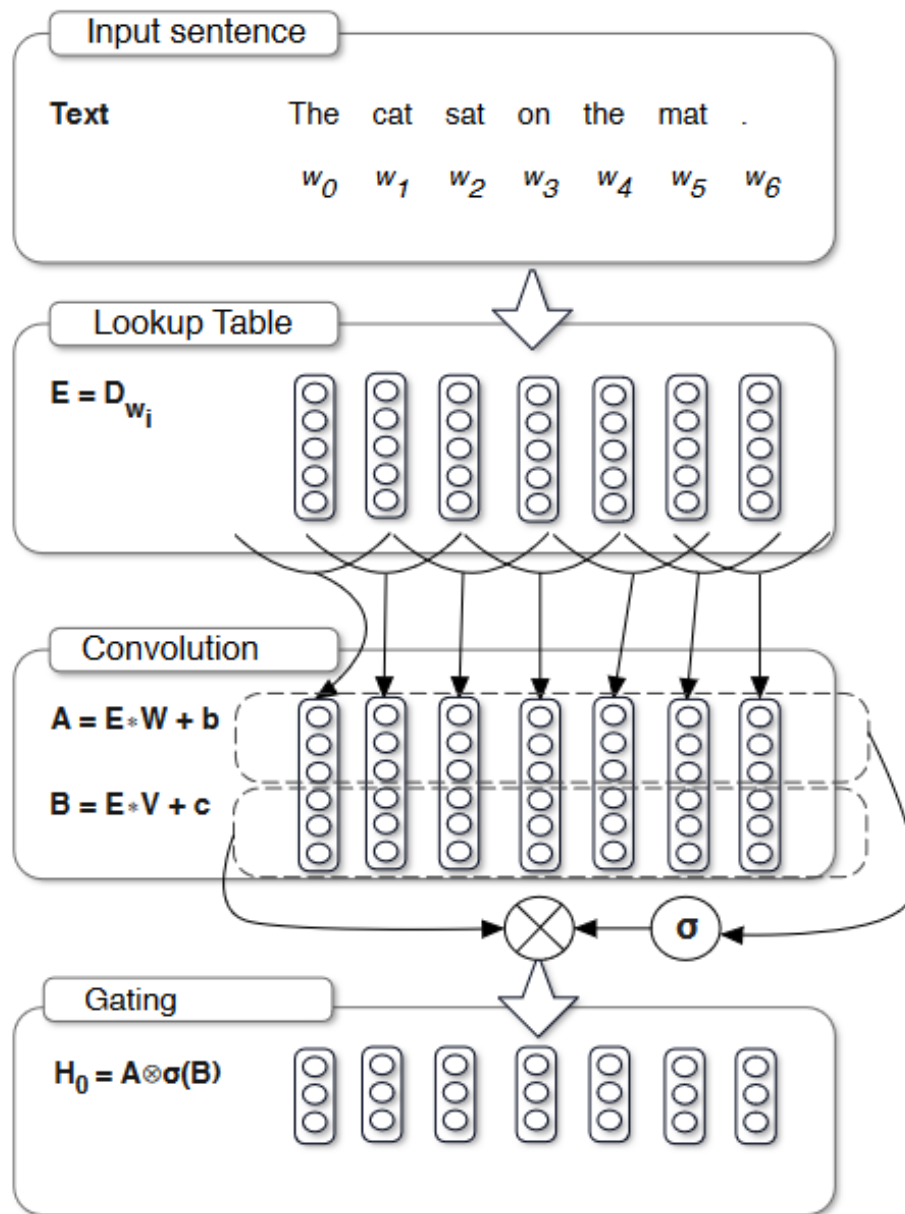 Input sentence
Text The cat sat on the mat .
w0 w1 w2 w3 w4 w5 w6
Lookup Table
E = Dwi
Convolution
A = E*W + b
B = E*V + c
σ
Gating
H0 = A⊗σ(B)